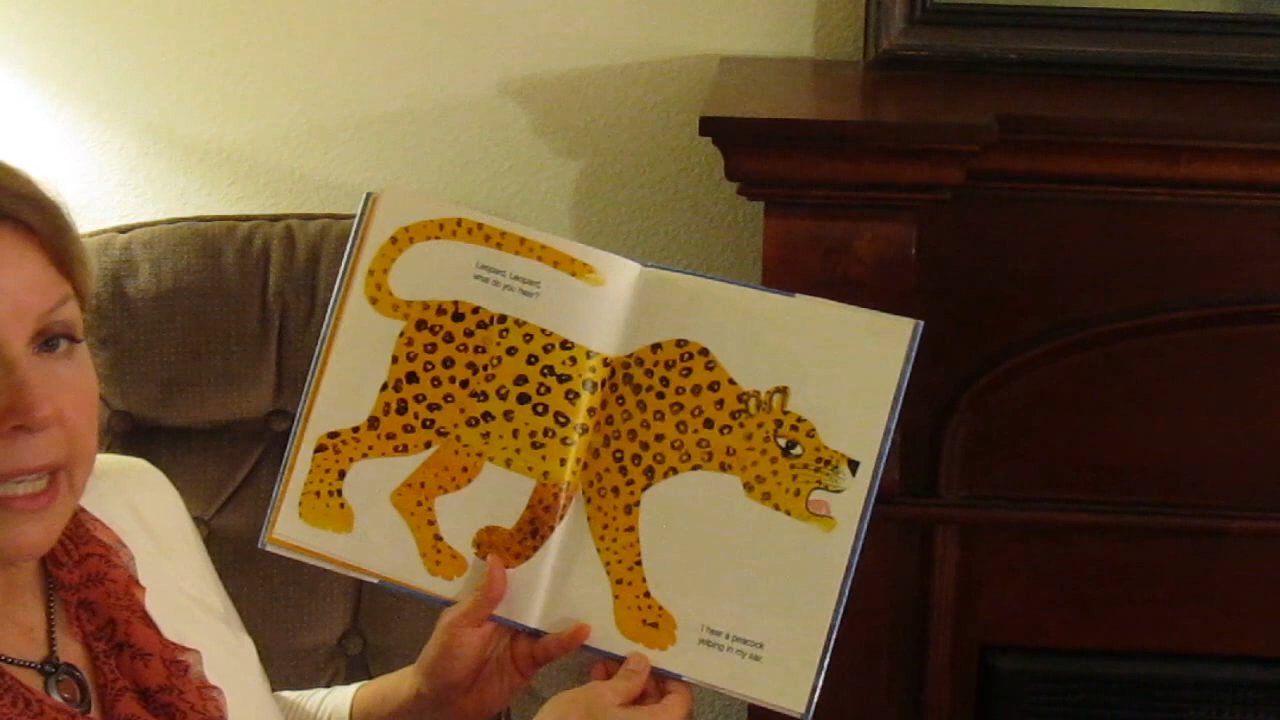 Leopard, Leopard,
what do you hear?
I hear a peacock
yelping in my ear.